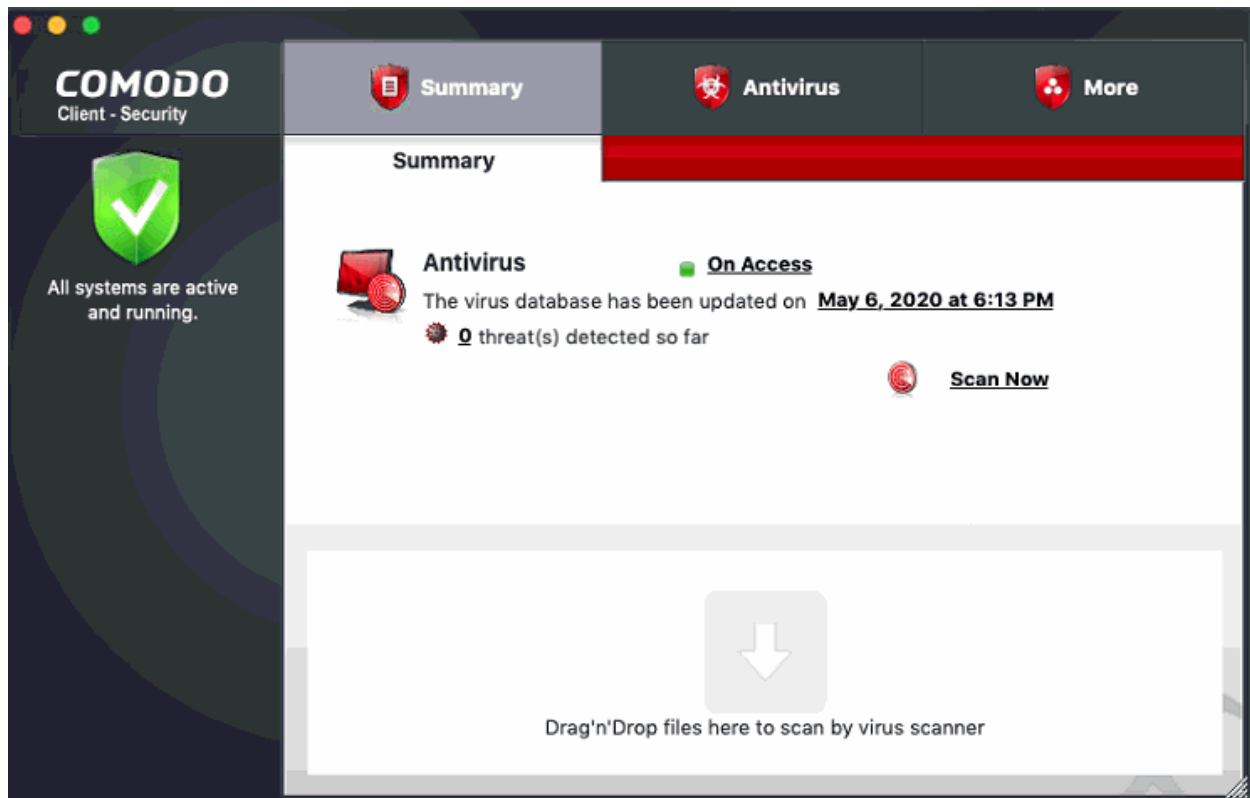 COMODO
Client - Security
Summary
Antivirus
More
All systems are active
and running.
Summary
Antivirus
On Access
The virus database has been updated on May 6, 2020 at 6:13 PM
0 threat(s) detected so far
Scan Now
Drag'n'Drop files here to scan by virus scanner